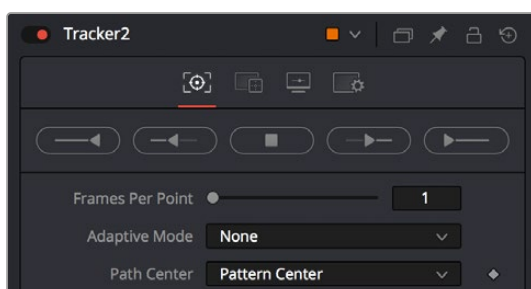 Tracker2
Frames Per Point 1
Adaptive Mode None
Path Center Pattern Center